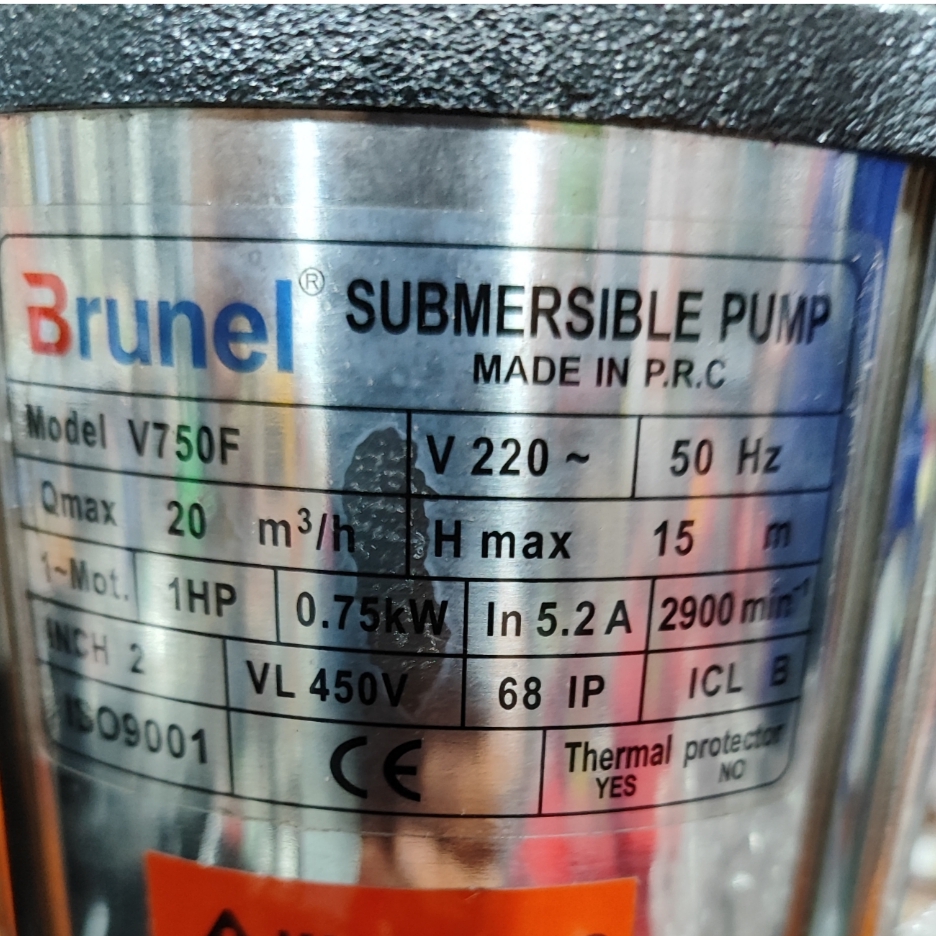 Brunel® SUBMERSIBLE PUMP
MADE IN P.R.C
Model V750F V 220 ~ 50 Hz
Qmax 20 m³/h H max 15 m
1~Mot. 1HP 0.75kW In 5.2 A 2900 min⁻¹
INCH 2 VL 450V 68 IP ICL B
ISO9001 CE Thermal protector
YES NO